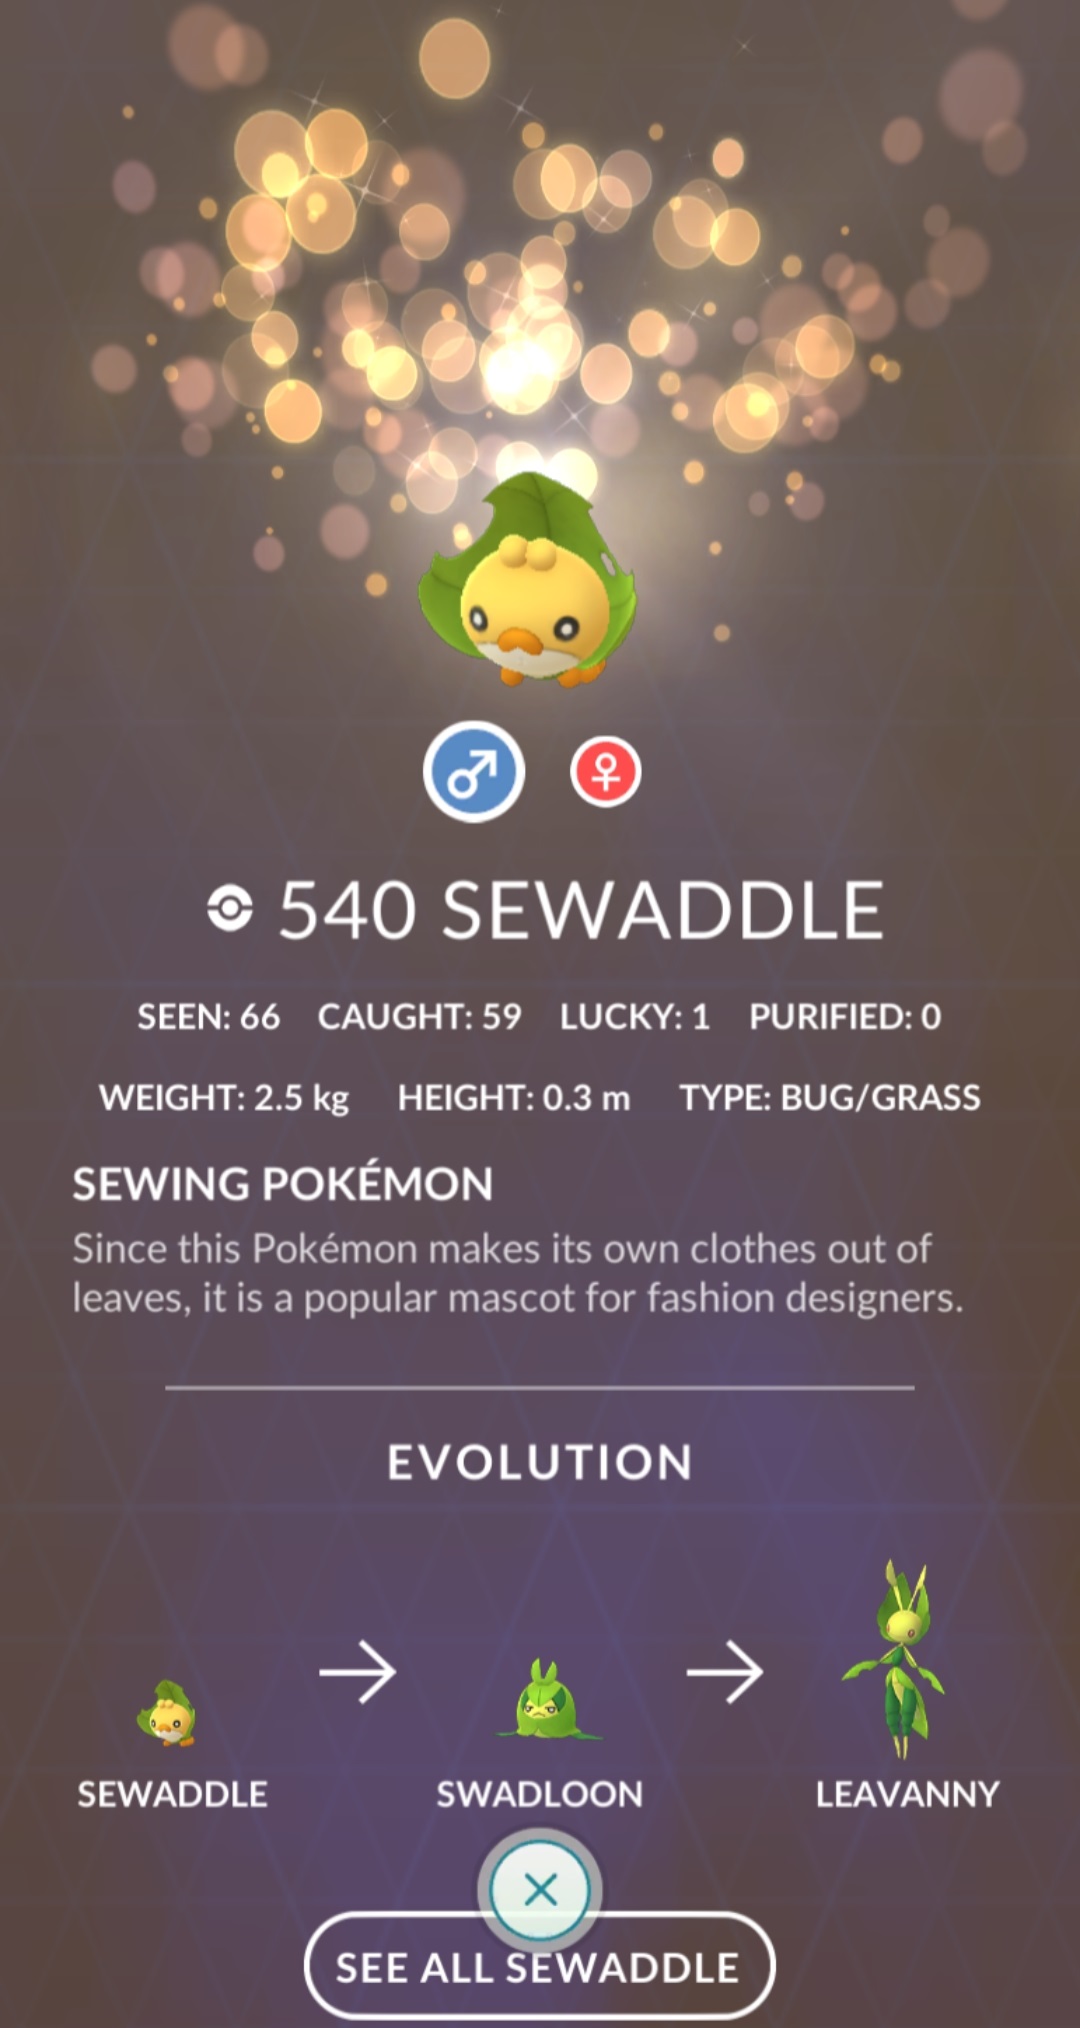 540 SEWADDLE
SEEN: 66 CAUGHT: 59 LUCKY: 1 PURIFIED: 0
WEIGHT: 2.5 kg HEIGHT: 0.3 m TYPE: BUG/GRASS
SEWING POKÉMON
Since this Pokémon makes its own clothes out of
leaves, it is a popular mascot for fashion designers.
EVOLUTION
SEWADDLE SWADLOON LEAVANNY
SEE ALL SEWADDLE